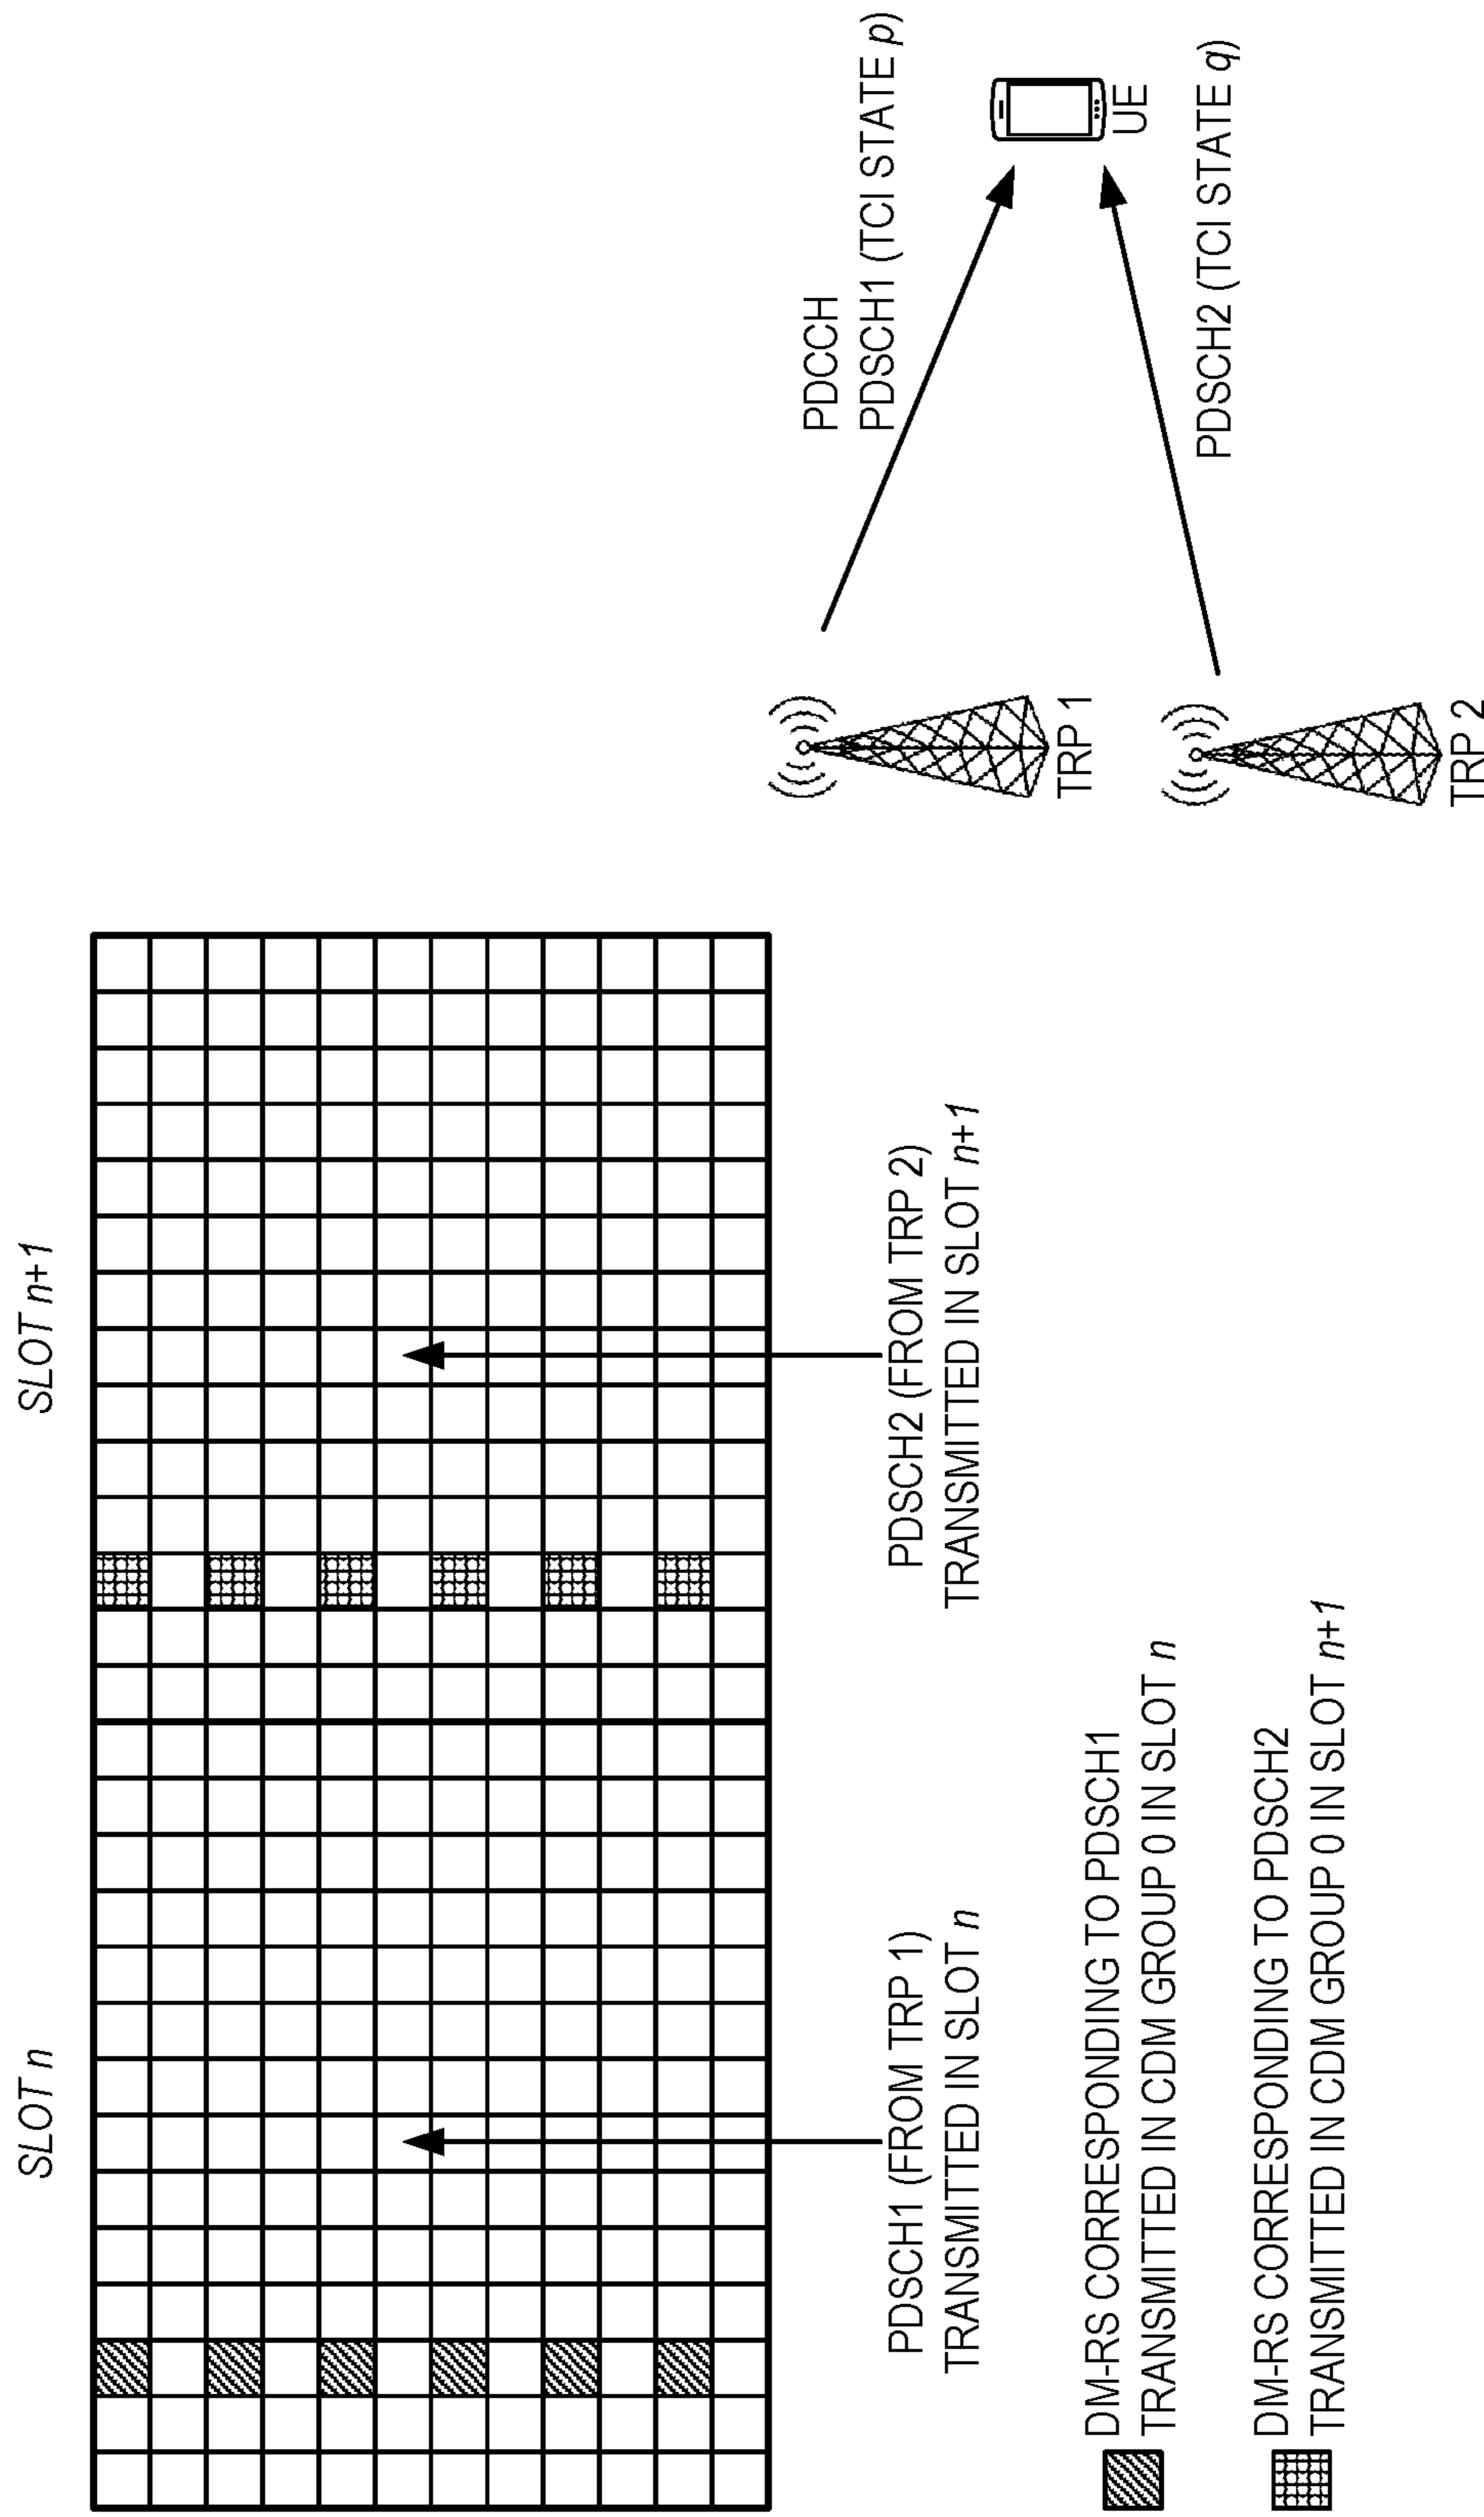 SLOT n
SLOT n+1
PDSCH1 (FROM TRP 1)
TRANSMITTED IN SLOT n
PDSCH2 (FROM TRP 2)
TRANSMITTED IN SLOT n+1
DM-RS CORRESPONDING TO PDSCH1
TRANSMITTED IN CDM GROUP 0 IN SLOT n
DM-RS CORRESPONDING TO PDSCH2
TRANSMITTED IN CDM GROUP 0 IN SLOT n+1
PDCCH
PDSCH1 (TCI STATE p)
UE
PDSCH2 (TCI STATE q)
TRP 1
TRP 2